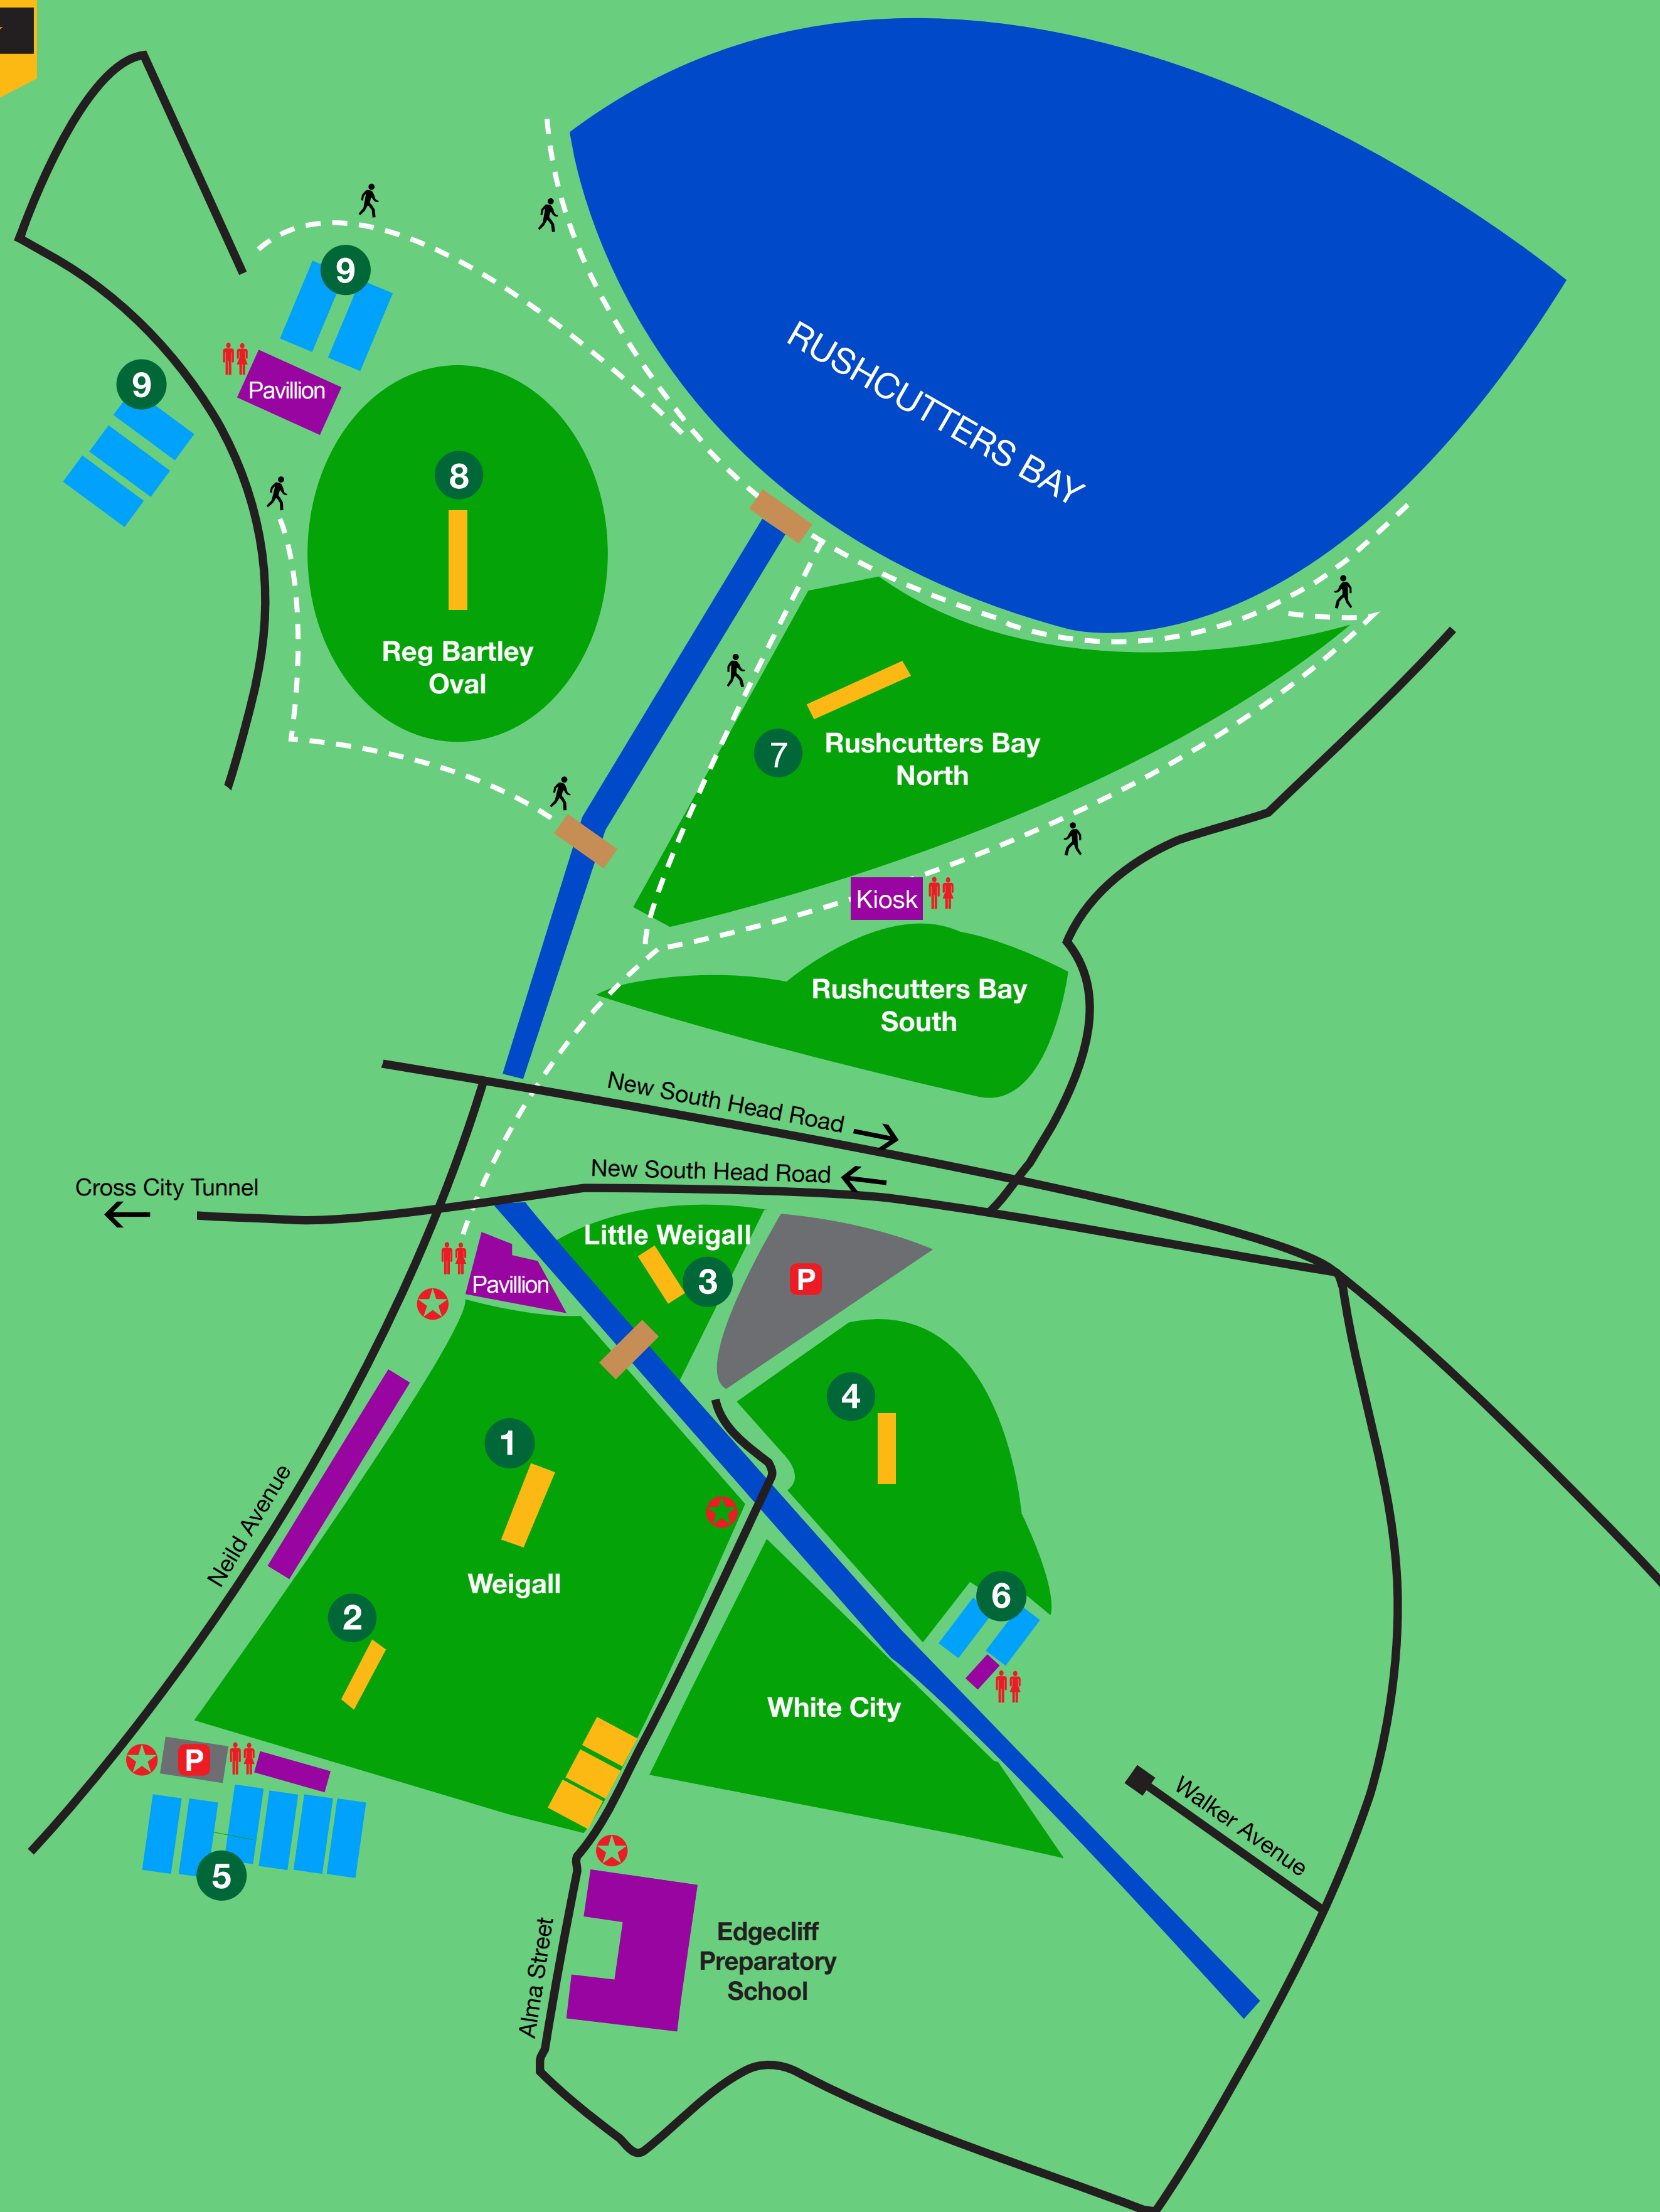 RUSHCUTTERS BAY
9
9
Pavillion
8
Reg Bartley
Oval
7
Rushcutters Bay
North
Kiosk
Rushcutters Bay
South
New South Head Road
New South Head Road
Cross City Tunnel
Little Weigall
3
P
Pavillion
4
1
Neild Avenue
Weigall
2
6
White City
P
5
Walker Avenue
Alma Street
Edgecliff
Preparatory
School